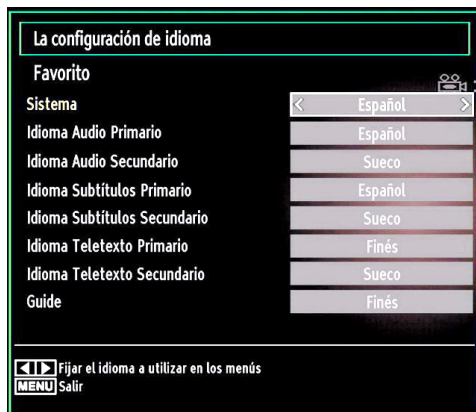 La configuración de idioma
Favorito
Sistema Español
Idioma Audio Primario Español
Idioma Audio Secundario Sueco
Idioma Subtítulos Primario Español
Idioma Subtítulos Secundario Sueco
Idioma Teletexto Primario Finés
Idioma Teletexto Secundario Sueco
Guide Finés
Fijar el idioma a utilizar en los menús
MENU Salir